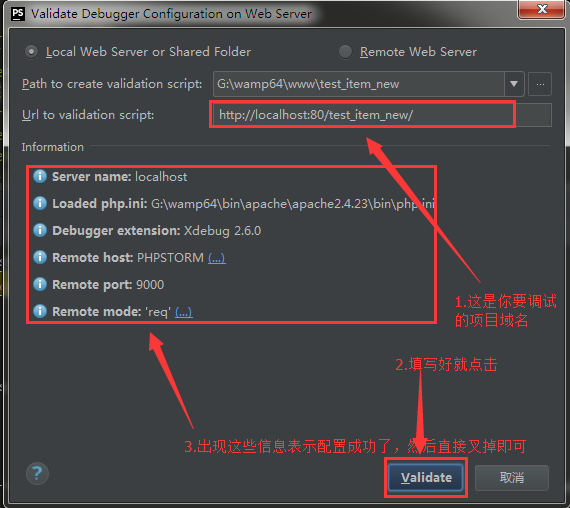 PS Validate Debugger Configuration on Web Server
Local Web Server or Shared Folder
Remote Web Server
Path to create validation script:
G:\wamp64\www\test_item_new
...
Url to validation script:
http://localhost:80/test_item_new/
Information
Server name: localhost
Loaded php.ini: G:\wamp64\bin\apache\apache2.4.23\bin\php.ini
Debugger extension: Xdebug 2.6.0
Remote host: PHPSTORM (...)
Remote port: 9000
Remote mode: 'req' (...)
1.这是你要调试
的项目域名
2.填写好就点击
3.出现这些信息表示配置成功了，然后直接叉掉即可
?
Validate
取消